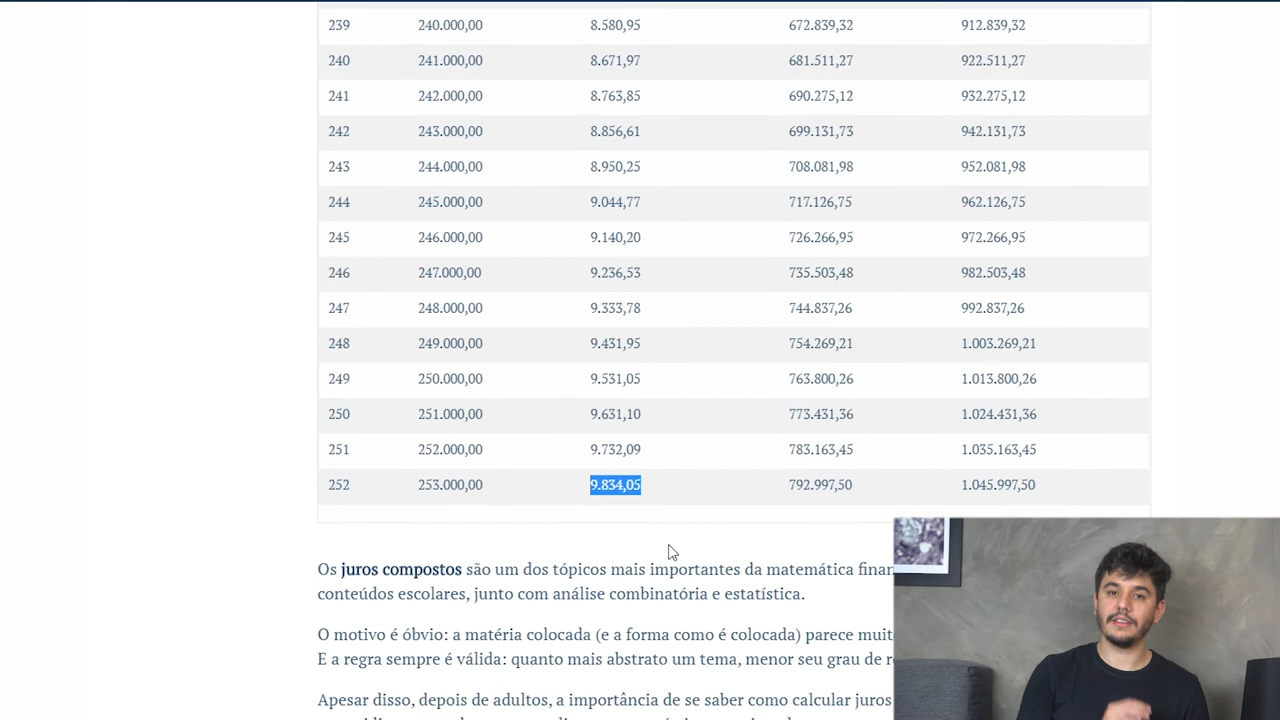 239 240.000,00 8.580,95 672.839,32 912.839,32
240 241.000,00 8.671,97 681.511,27 922.511,27
241 242.000,00 8.763,85 690.275,12 932.275,12
242 243.000,00 8.856,61 699.131,73 942.131,73
243 244.000,00 8.950,25 708.081,98 952.081,98
244 245.000,00 9.044,77 717.126,75 962.126,75
245 246.000,00 9.140,20 726.266,95 972.266,95
246 247.000,00 9.236,53 735.503,48 982.503,48
247 248.000,00 9.333,78 744.837,26 992.837,26
248 249.000,00 9.431,95 754.269,21 1.003.269,21
249 250.000,00 9.531,05 763.800,26 1.013.800,26
250 251.000,00 9.631,10 773.431,36 1.024.431,36
251 252.000,00 9.732,09 783.163,45 1.035.163,45
252 253.000,00 9.834,05 792.997,50 1.045.997,50
Os juros compostos são um dos tópicos mais importantes da matemática finan
conteúdos escolares, junto com análise combinatória e estatística.
O motivo é óbvio: a matéria colocada (e a forma como é colocada) parece muit
E a regra sempre é válida: quanto mais abstrato um tema, menor seu grau de r
Apesar disso, depois de adultos, a importância de se saber como calcular juros